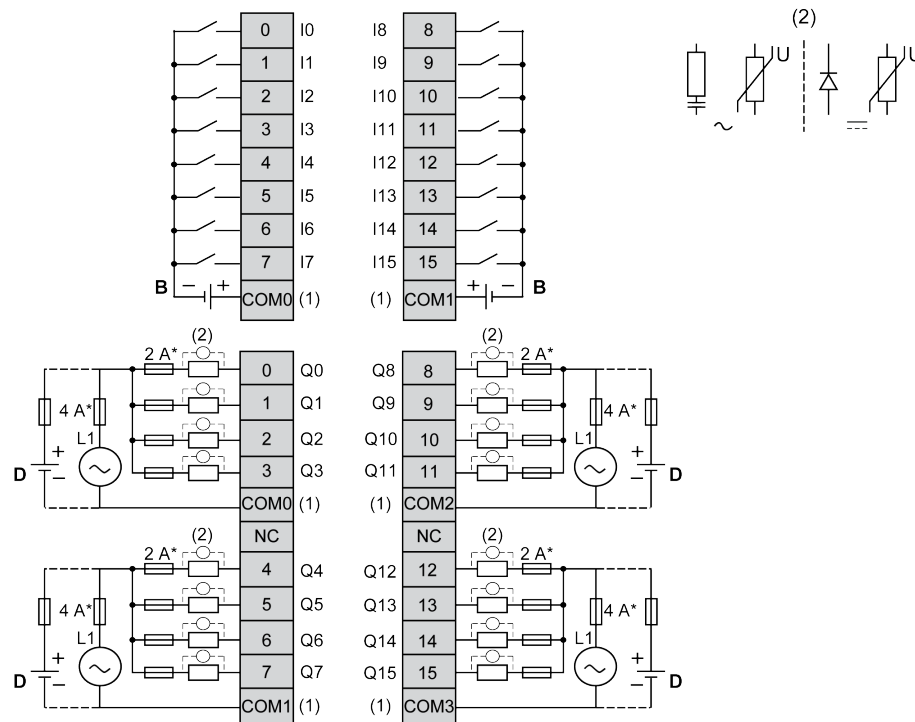 0 I0 I8 8
1 I1 I9 9
2 I2 I10 10
3 I3 I11 11
4 I4 I12 12
5 I5 I13 13
6 I6 I14 14
7 I7 I15 15
B − + COM0 (1) (1) COM1 + − B
(2)
IU IU
(2) (2)
2 A* 0 Q0 Q8 8 2 A*
4 A* 1 Q1 Q9 9 4 A*
L1 2 Q2 Q10 10 L1
D + − 3 Q3 Q11 11 + − D
COM0 (1) (1) COM2
NC NC
(2) (2)
2 A* 4 Q4 Q12 12 2 A*
4 A* 5 Q5 Q13 13 4 A*
L1 6 Q6 Q14 14 L1
D + − 7 Q7 Q15 15 + − D
COM1 (1) (1) COM3